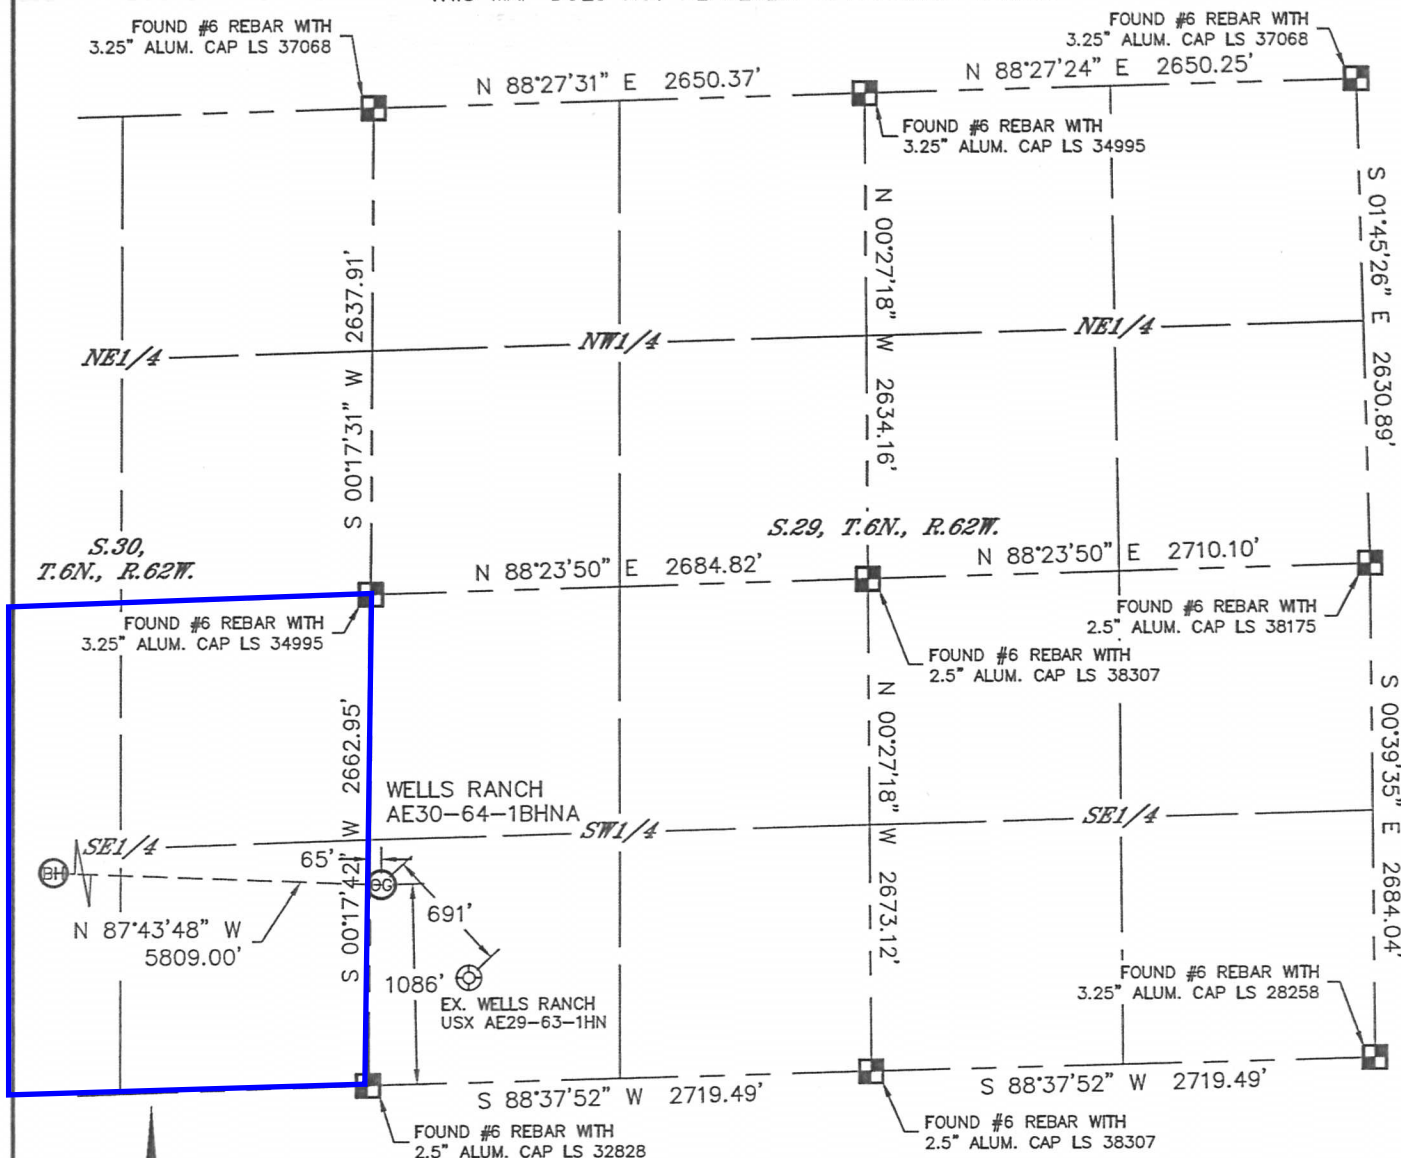 FOUND #6 REBAR WITH
3.25" ALUM. CAP LS 37068
FOUND #6 REBAR WITH
3.25" ALUM. CAP LS 37068
N 88°27'31" E 2650.37'
N 88°27'24" E 2650.25'
FOUND #6 REBAR WITH
3.25" ALUM. CAP LS 34995
S 00°17'31" W 2637.91'
N 00°27'18" W 2634.16'
S 01°45'26" E 2630.89'
NE1/4
NW1/4
NE1/4
S.30,
T.6N., R.62W.
S.29, T.6N., R.62W.
N 88°23'50" E 2684.82'
N 88°23'50" E 2710.10'
FOUND #6 REBAR WITH
3.25" ALUM. CAP LS 34995
FOUND #6 REBAR WITH
2.5" ALUM. CAP LS 38175
FOUND #6 REBAR WITH
2.5" ALUM. CAP LS 38307
S 00°17'42" W 2662.95'
N 00°27'18" W 2673.12'
S 00°39'35" E 2684.04'
WELLS RANCH
AE30-64-1BHNA
SE1/4
SW1/4
SE1/4
65'
BH
OG
N 87°43'48" W
5809.00'
691'
1086'
EX. WELLS RANCH
USX AE29-63-1HN
FOUND #6 REBAR WITH
3.25" ALUM. CAP LS 28258
S 88°37'52" W 2719.49'
S 88°37'52" W 2719.49'
FOUND #6 REBAR WITH
2.5" ALUM. CAP LS 32828
FOUND #6 REBAR WITH
2.5" ALUM. CAP LS 38307